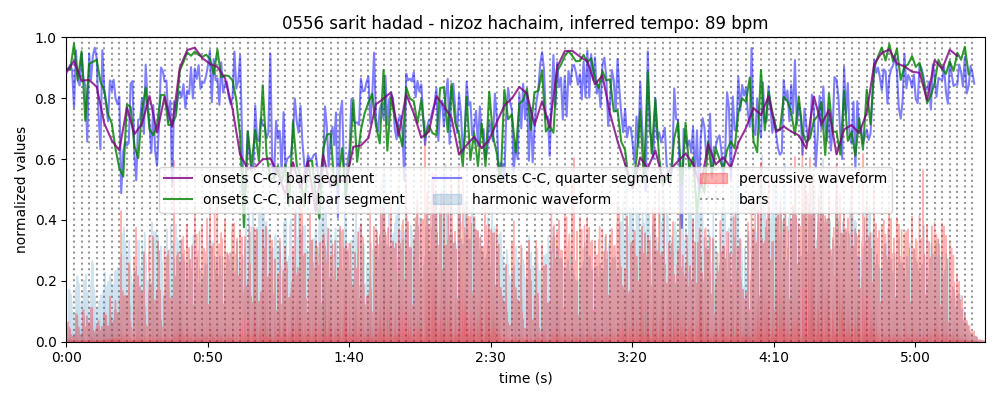 0556 sarit hadad - nizoz hachaim, inferred tempo: 89 bpm
normalized values
1.0
0.8
0.6
0.4
0.2
0.0
onsets C-C, bar segment
onsets C-C, half bar segment
onsets C-C, quarter segment
harmonic waveform
percussive waveform
bars
0:00 0:50 1:40 2:30 3:20 4:10 5:00
time (s)